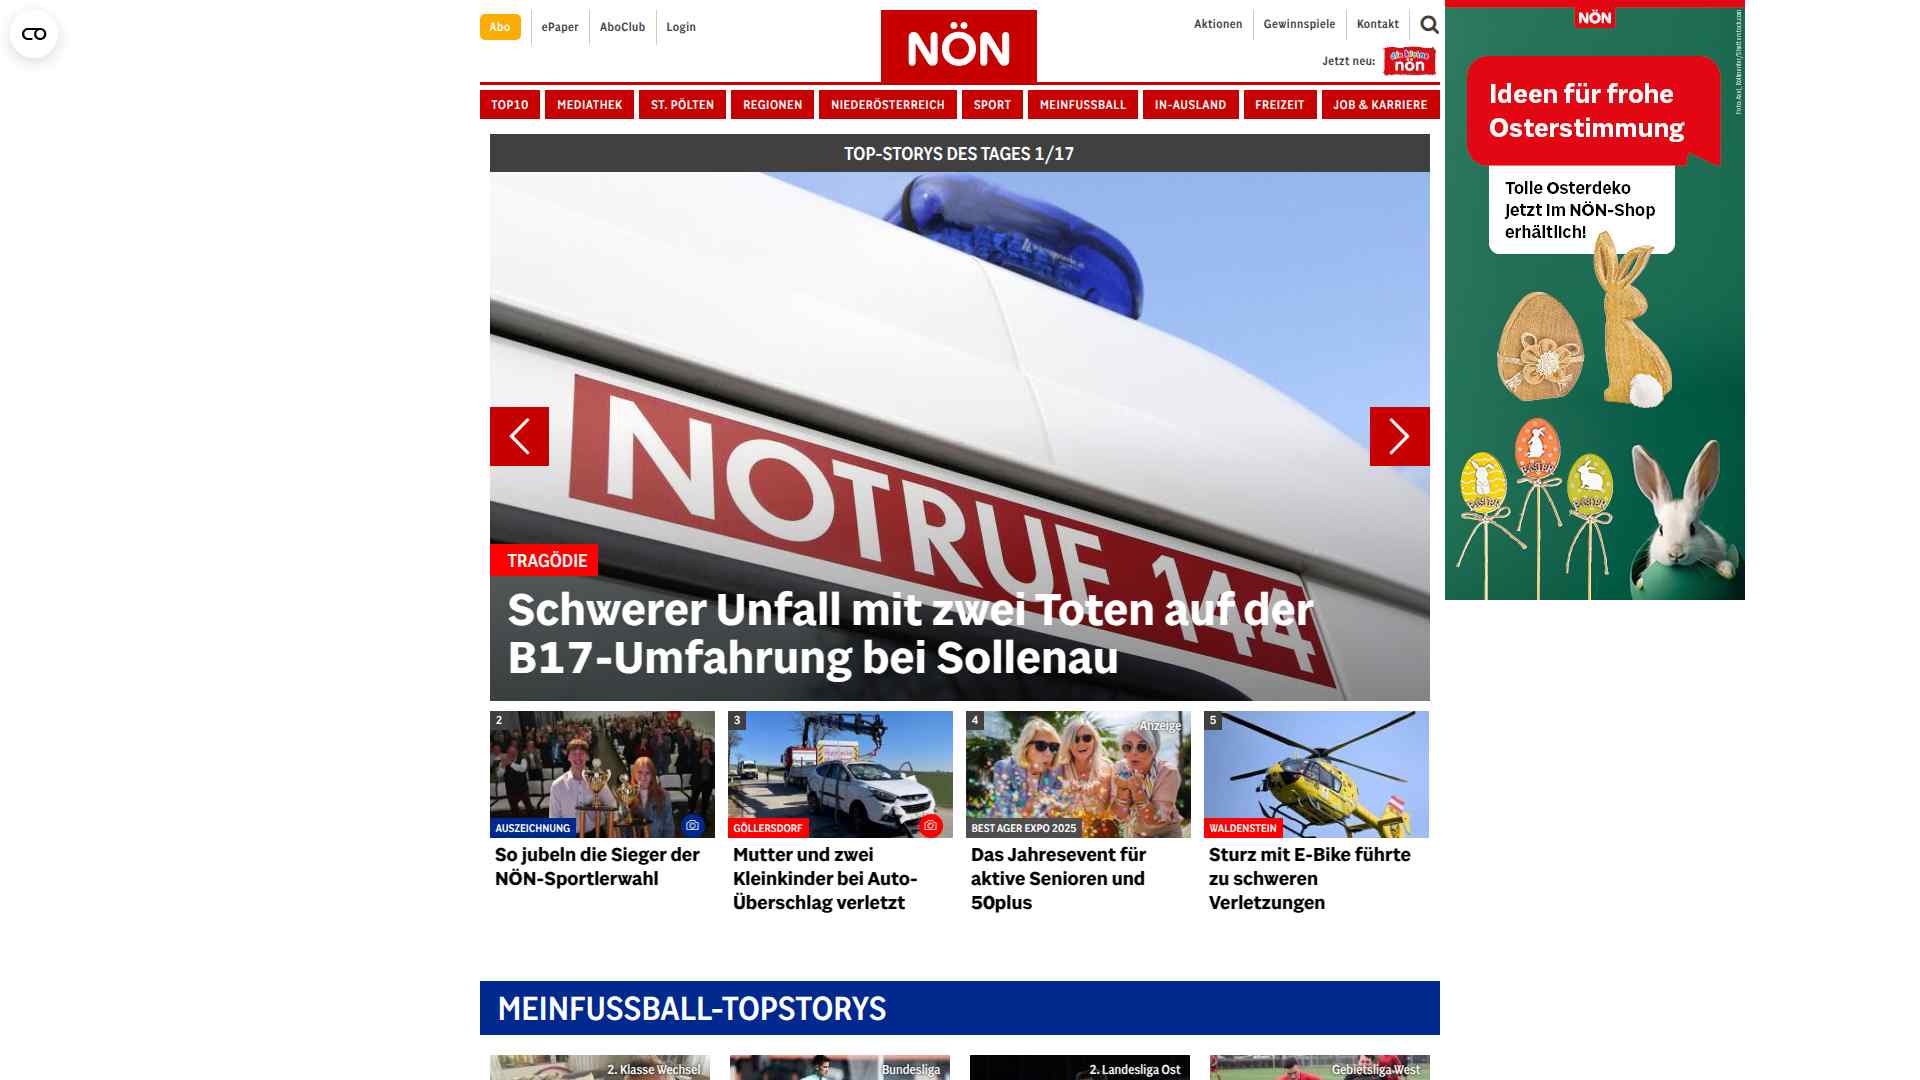 Abo
ePaper
AboClub
Login
NÖN
Aktionen
Gewinnspiele
Kontakt
Jetzt neu:
die kleine
nön
TOP10
MEDIATHEK
ST. PÖLTEN
REGIONEN
NIEDERÖSTERREICH
SPORT
MEINFUSSBALL
IN-AUSLAND
FREIZEIT
JOB & KARRIERE
TOP-STORYS DES TAGES 1/17
NOTRUF 144
TRAGÖDIE
Schwerer Unfall mit zwei Toten auf der
B17-Umfahrung bei Sollenau
2
AUSZEICHNUNG
So jubeln die Sieger der
NÖN-Sportlerwahl
3
GÖLLERSDORF
Mutter und zwei
Kleinkinder bei Auto-
Überschlag verletzt
4
Anzeige
BEST AGER EXPO 2025
Das Jahresevent für
aktive Senioren und
50plus
5
WALDENSTEIN
Sturz mit E-Bike führte
zu schweren
Verletzungen
MEINFUSSBALL-TOPSTORYS
2. Klasse Wechsel
Bundesliga
2. Landesliga Ost
Gebietsliga West
NÖN
Ideen für frohe
Osterstimmung
Tolle Osterdeko
jetzt im NÖN-Shop
erhältlich!